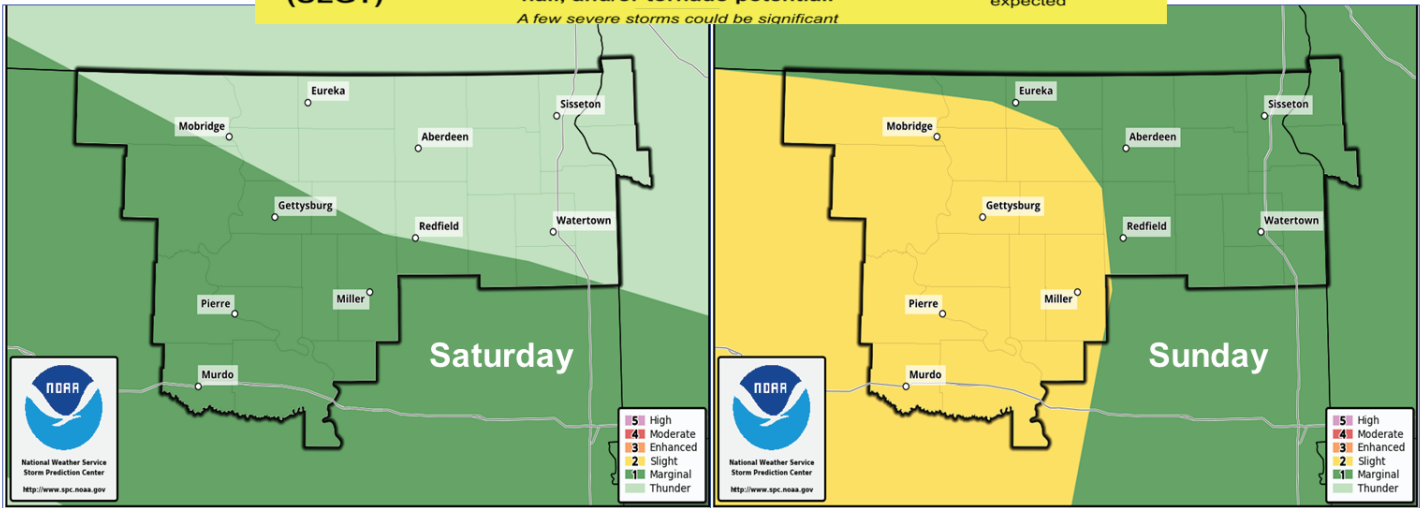 A few severe storms could be significant
expected
Eureka
Sisseton
Mobridge
Aberdeen
Gettysburg
Redfield
Watertown
Pierre
Miller
Saturday
Murdo
NOAA
National Weather Service
Storm Prediction Center
http://www.spc.noaa.gov
5 High
4 Moderate
3 Enhanced
2 Slight
1 Marginal
Thunder
Eureka
Sisseton
Mobridge
Aberdeen
Gettysburg
Redfield
Watertown
Pierre
Miller
Sunday
Murdo
NOAA
National Weather Service
Storm Prediction Center
http://www.spc.noaa.gov
5 High
4 Moderate
3 Enhanced
2 Slight
1 Marginal
Thunder